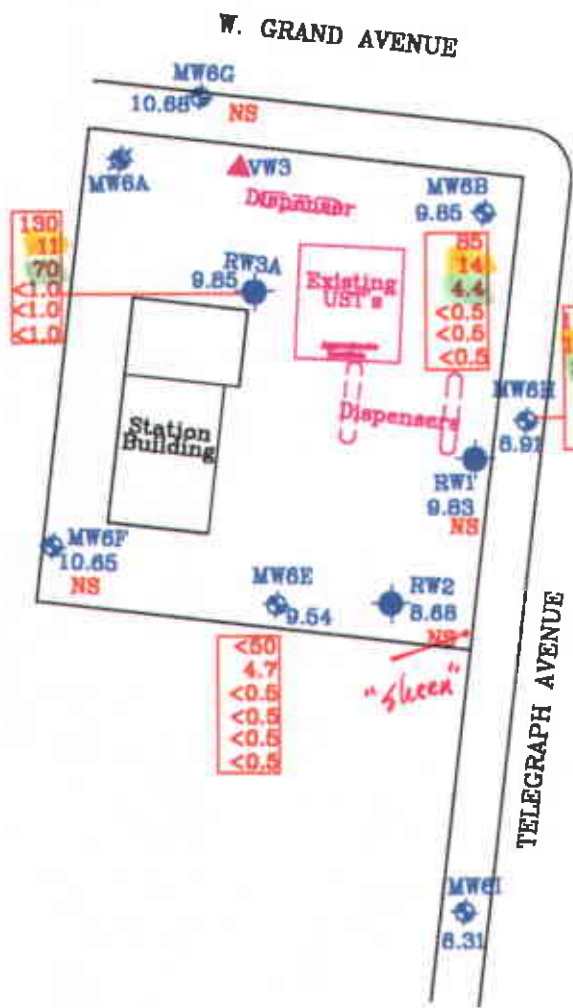 W. GRAND AVENUE
MW6G
10.68
NS
MW6A
VW3
Dispenser
MW6B
9.85
130
11
70
<1.0
<1.0
<1.0
RW3A
9.85
Existing
UST's
85
14
4.4
<0.5
<0.5
<0.5
MW6H
6.91
Dispensers
Station
Building
RW1
9.83
NS
MW6F
10.65
NS
MW6E
9.54
RW2
8.68
NS
"sheen"
<50
4.7
<0.5
<0.5
<0.5
<0.5
TELEGRAPH AVENUE
MW6I
6.31